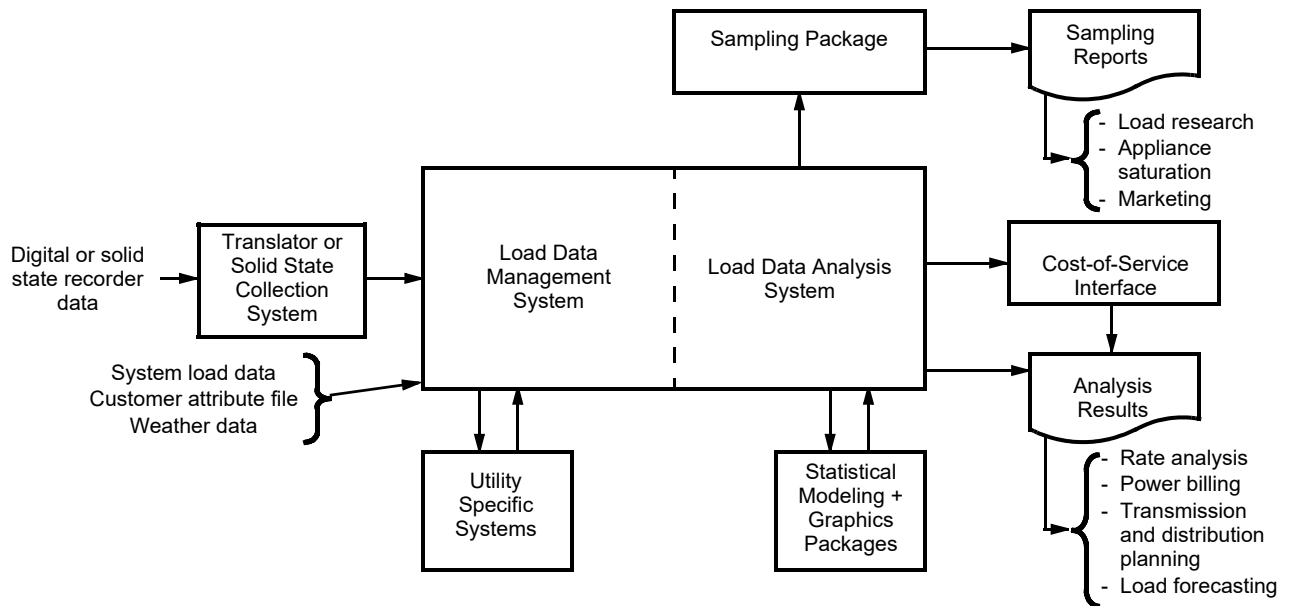 Sampling Package
Sampling
Reports
- Load research
- Appliance
saturation
- Marketing
Digital or solid
state recorder
data
Translator or
Solid State
Collection
System
Load Data
Management
System
Load Data Analysis
System
Cost-of-Service
Interface
System load data
Customer attribute file
Weather data
Analysis
Results
Utility
Specific
Systems
Statistical
Modeling +
Graphics
Packages
- Rate analysis
- Power billing
- Transmission
and distribution
planning
- Load forecasting